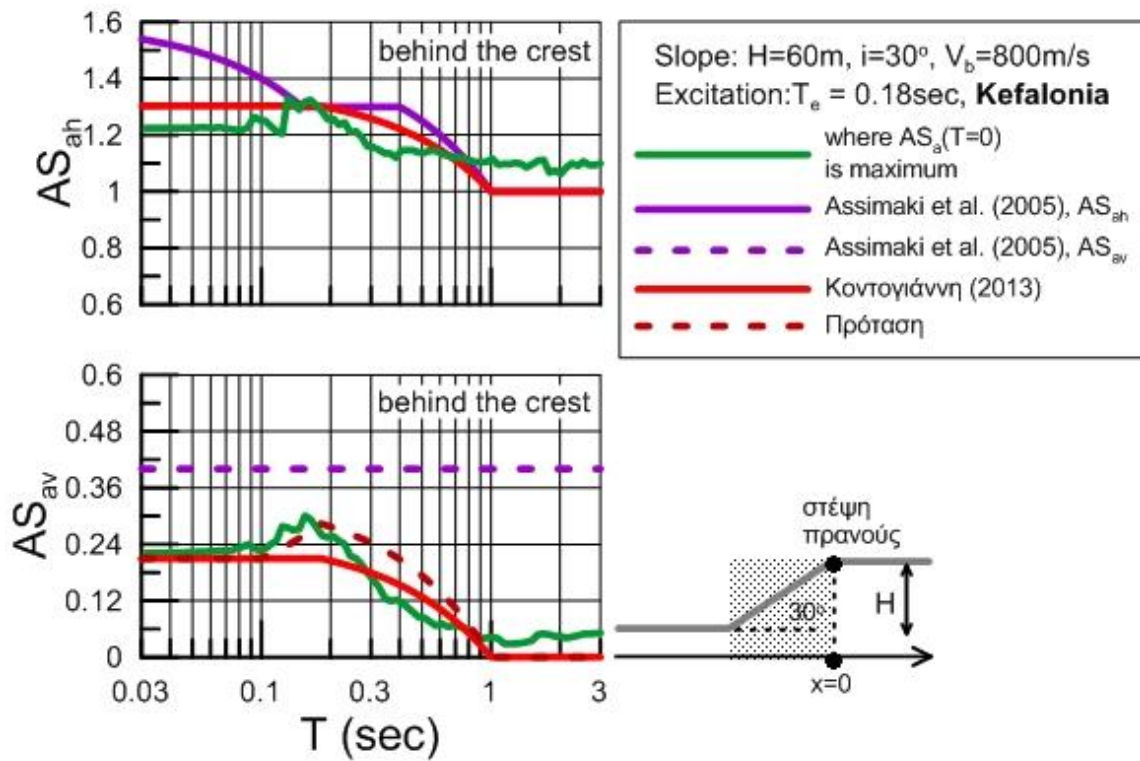 1.6
1.4
1.2
1
0.8
0.6
AS_ah
behind the crest
Slope: H=60m, i=30°, V_b=800m/s
Excitation:T_e = 0.18sec, Kefalonia
where AS_a(T=0)
is maximum
Assimaki et al. (2005), AS_ah
Assimaki et al. (2005), AS_av
Κοντογιάννη (2013)
Πρόταση
0.6
0.48
0.36
0.24
0.12
0
AS_av
behind the crest
0.03 0.1 0.3 1 3
T (sec)
στέψη
πρανούς
30°
H
x=0